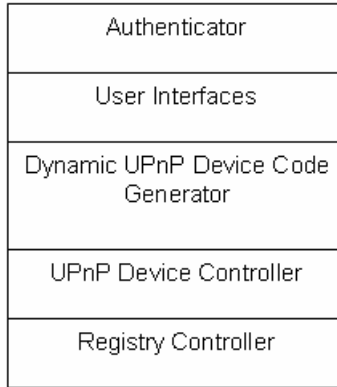 Authenticator
User Interfaces
Dynamic UPnP Device Code
Generator
UPnP Device Controller
Registry Controller